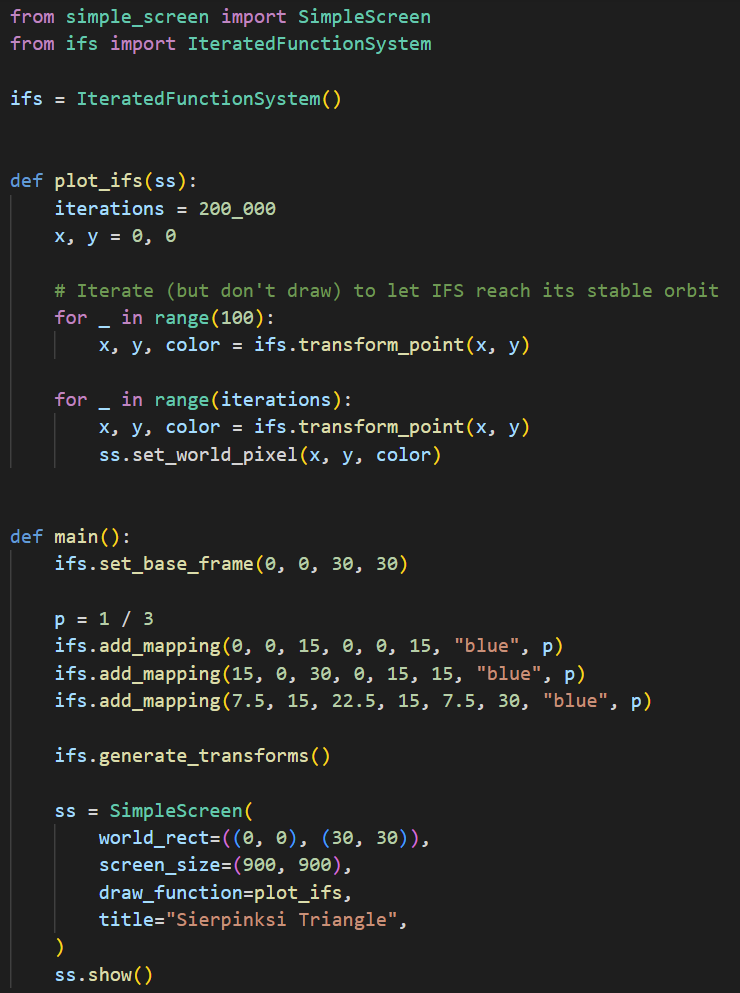 from simple_screen import SimpleScreen
from ifs import IteratedFunctionSystem

ifs = IteratedFunctionSystem()


def plot_ifs(ss):
    iterations = 200_000
    x, y = 0, 0

    # Iterate (but don't draw) to let IFS reach its stable orbit
    for _ in range(100):
        x, y, color = ifs.transform_point(x, y)

    for _ in range(iterations):
        x, y, color = ifs.transform_point(x, y)
        ss.set_world_pixel(x, y, color)


def main():
    ifs.set_base_frame(0, 0, 30, 30)

    p = 1 / 3
    ifs.add_mapping(0, 0, 15, 0, 0, 15, "blue", p)
    ifs.add_mapping(15, 0, 30, 0, 15, 15, "blue", p)
    ifs.add_mapping(7.5, 15, 22.5, 15, 7.5, 30, "blue", p)

    ifs.generate_transforms()

    ss = SimpleScreen(
        world_rect=((0, 0), (30, 30)),
        screen_size=(900, 900),
        draw_function=plot_ifs,
        title="Sierpinksi Triangle",
    )
    ss.show()